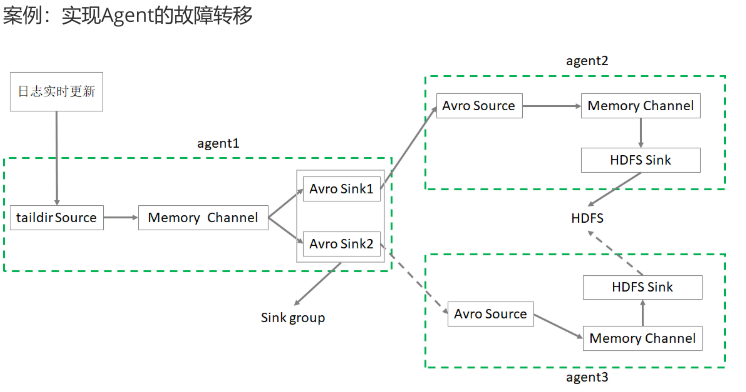 案例：实现Agent的故障转移
日志实时更新
agent1
taildir Source
Memory Channel
Avro Sink1
Avro Sink2
Sink group
agent2
Avro Source
Memory Channel
HDFS Sink
HDFS
HDFS Sink
Avro Source
Memory Channel
agent3